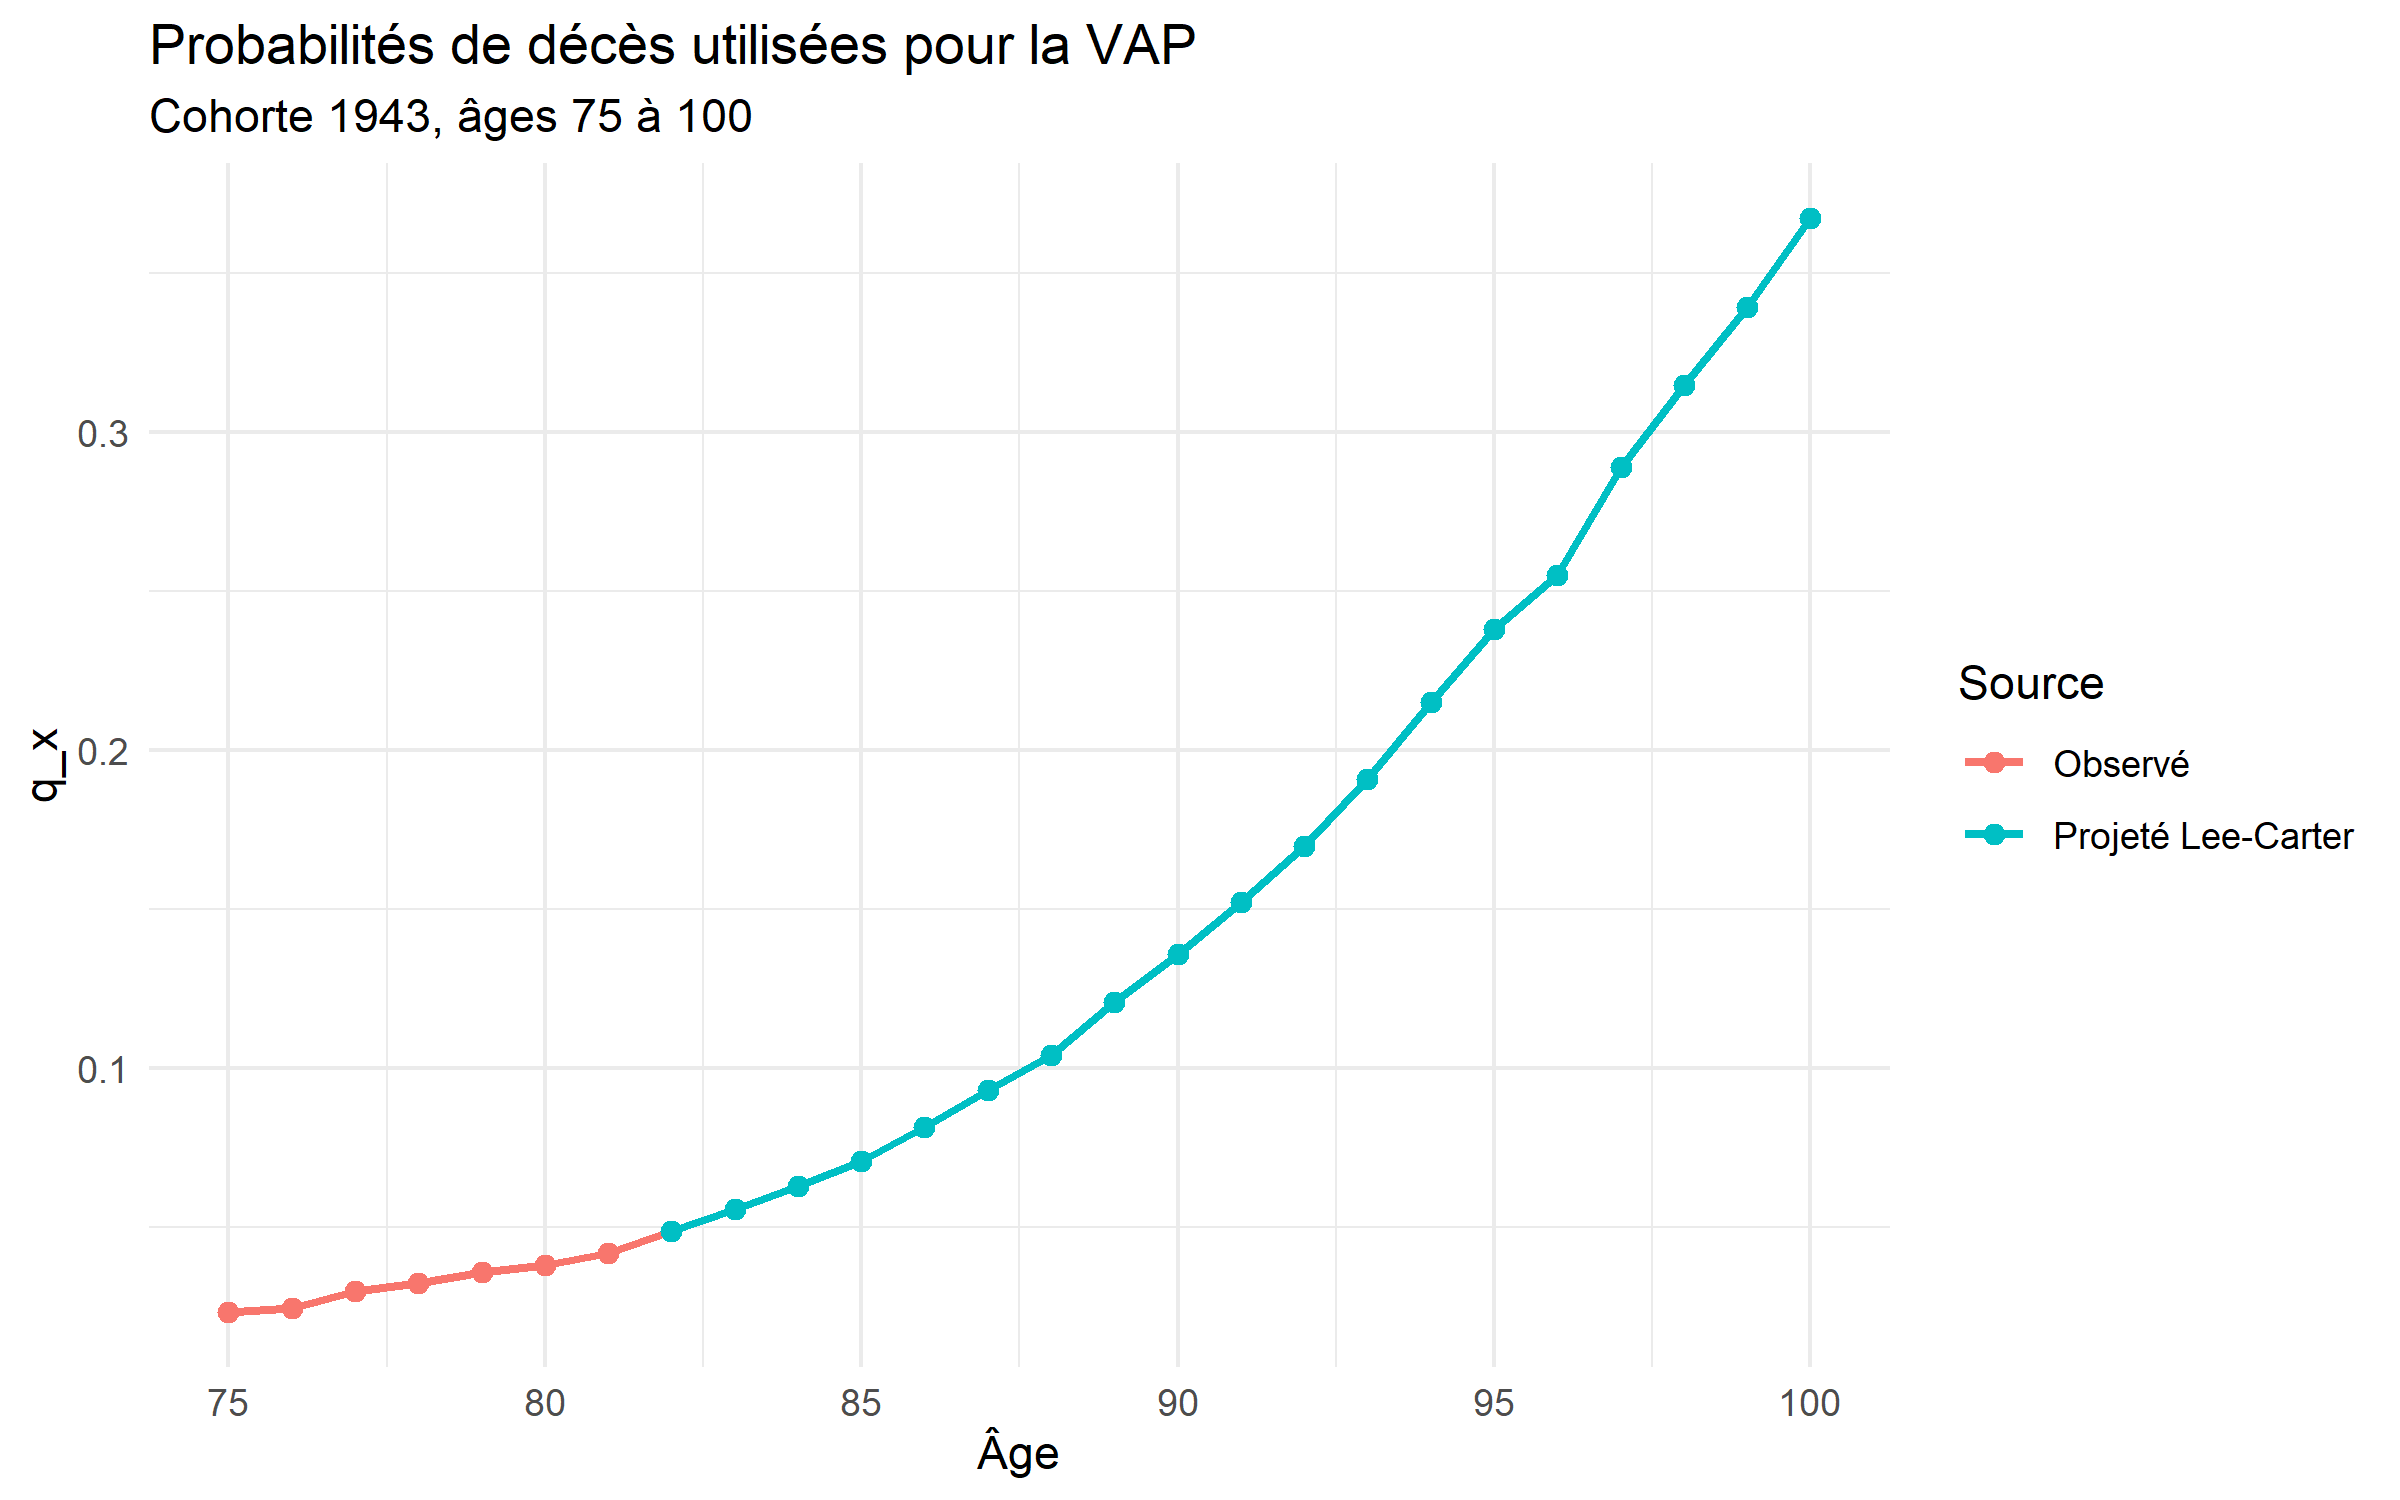 Probabilités de décès utilisées pour la VAP
Cohorte 1943, âges 75 à 100
q_x
0.3
0.2
0.1
75 80 85 90 95 100
Âge
Source
Observé
Projeté Lee-Carter